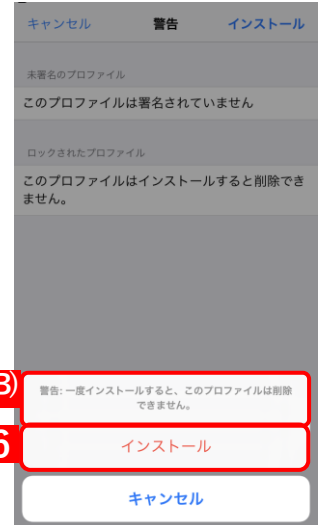 キャンセル 警告 インストール
未署名のプロファイル
このプロファイルは署名されていません
ロックされたプロファイル
このプロファイルはインストールすると削除でき
ません。
3)
警告: 一度インストールすると、このプロファイルは削除
できません。
6
インストール
キャンセル